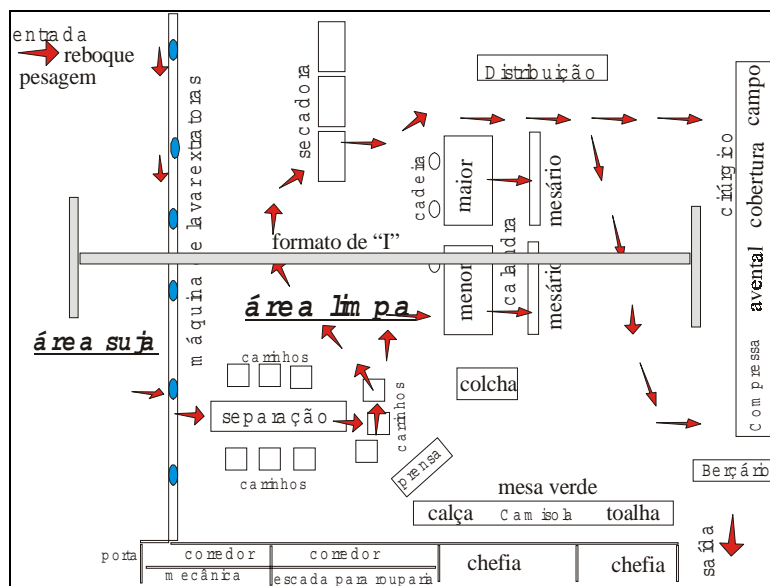 entrada
reboque
pesagem
máquina de lavar extratoras
secadora
Distribuição
cadeira
maior
mesário
calandra
menor
mesário
cirúrgico
Compressa avental cobertura campo
formato de “I”
área suja
área limpa
carrinhos
separação
carrinhos
carrinhos
colcha
prensa
Berçário
mesa verde
calça Camisola toalha
porta
corredor
mecânica
corredor
escada para rouparia
chefia
chefia
saída